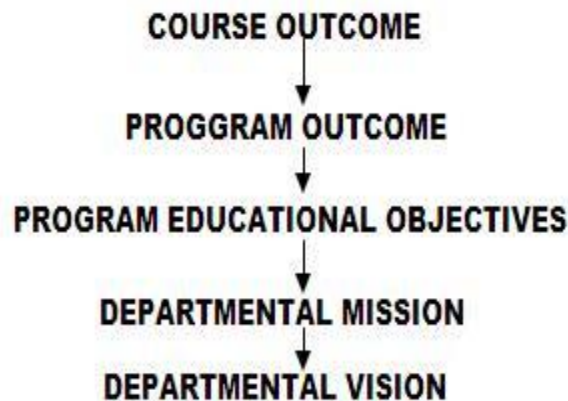 COURSE OUTCOME
PROGGRAM OUTCOME
PROGRAM EDUCATIONAL OBJECTIVES
DEPARTMENTAL MISSION
DEPARTMENTAL VISION